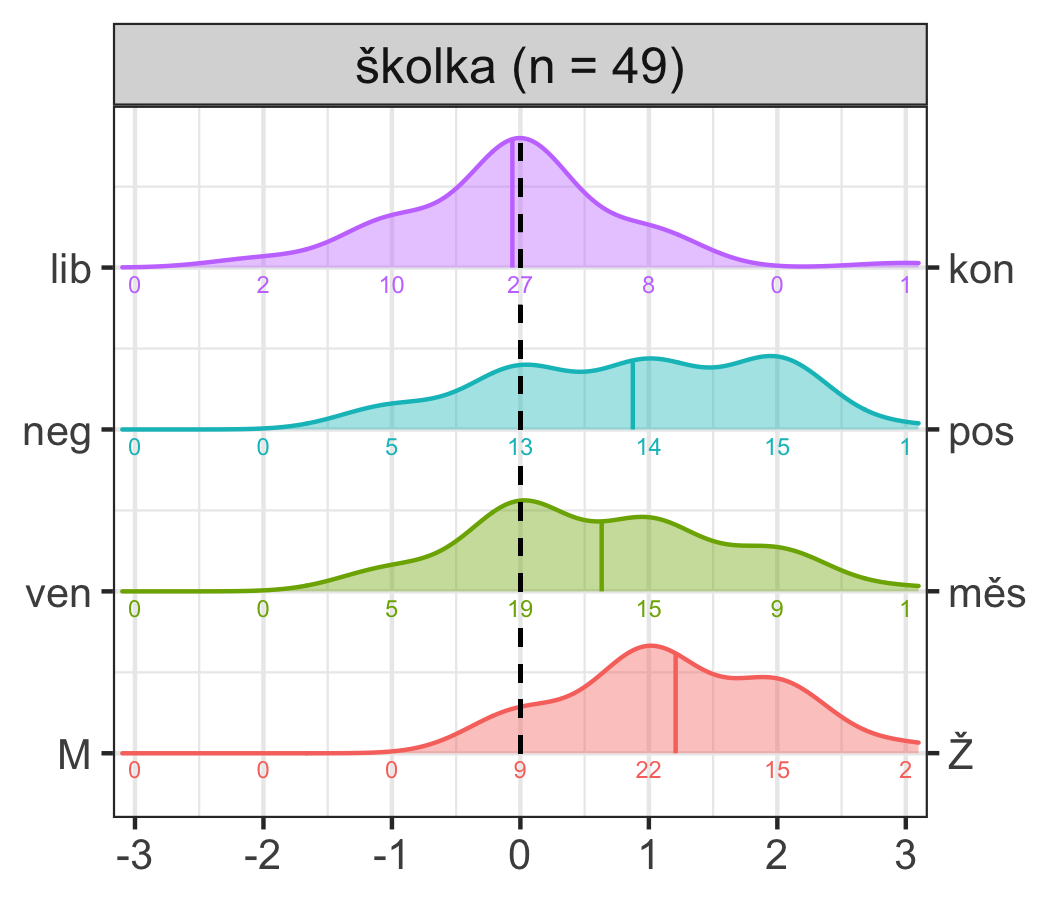 školka (n = 49)
lib kon
0 2 10 27 8 0 1
neg pos
0 0 5 13 14 15 1
ven měs
0 0 5 19 15 9 1
M Ž
0 0 0 9 22 15 2
-3 -2 -1 0 1 2 3